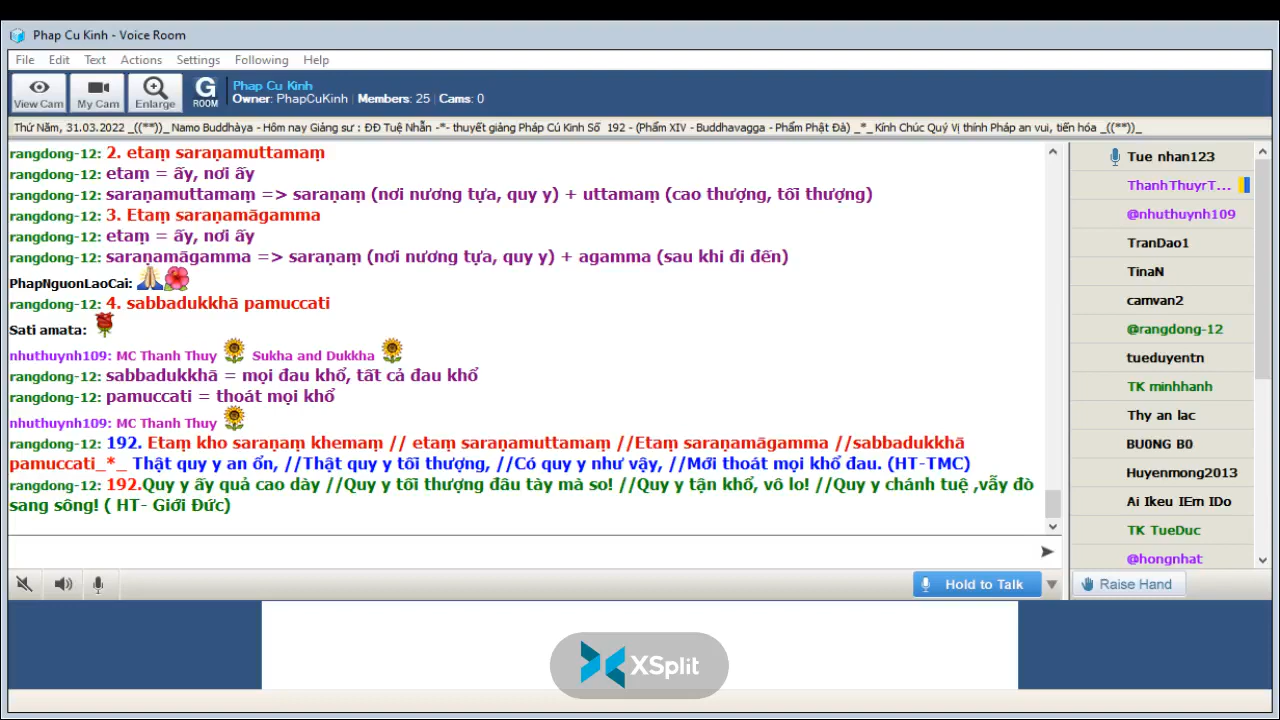 Phap Cu Kinh - Voice Room
File Edit Text Actions Settings Following Help
View Cam
My Cam
Enlarge
G ROOM
Phap Cu Kinh
Owner: PhapCuKinh | Members: 25 | Cams: 0
Thứ Năm, 31.03.2022 _((**))_ Namo Buddhàya - Hôm nay Giảng sư : ĐĐ Tuệ Nhẫn -*- thuyết giảng Pháp Cú Kinh Số 192 - (Phẩm XIV - Buddhavagga - Phẩm Phật Đà) _*_ Kính Chúc Quý Vị thính Pháp an vui, tiến hóa _((**))_
rangdong-12: 2. etaṃ saraṇamuttamaṃ
rangdong-12: etaṃ = ấy, nơi ấy
rangdong-12: saraṇamuttamaṃ => saraṇaṃ (nơi nương tựa, quy y) + uttamaṃ (cao thượng, tối thượng)
rangdong-12: 3. Etaṃ saraṇamāgamma
rangdong-12: etaṃ = ấy, nơi ấy
rangdong-12: saraṇamāgamma => saraṇaṃ (nơi nương tựa, quy y) + agamma (sau khi đi đến)
PhapNguonLaoCai:
rangdong-12: 4. sabbadukkhā pamuccati
Sati amata:
nhuthuynh109: MC Thanh Thuy Sukha and Dukkha
rangdong-12: sabbadukkhā = mọi đau khổ, tất cả đau khổ
rangdong-12: pamuccati = thoát mọi khổ
nhuthuynh109: MC Thanh Thuy
rangdong-12: 192. Etaṃ kho saraṇaṃ khemaṃ // etaṃ saraṇamuttamaṃ //Etaṃ saraṇamāgamma //sabbadukkhā
pamuccati_*_ Thật quy y an ổn, //Thật quy y tối thượng, //Có quy y như vậy, //Mới thoát mọi khổ đau. (HT-TMC)
rangdong-12: 192.Quy y ấy quả cao dày //Quy y tối thượng đâu tày mà so! //Quy y tận khổ, vô lo! //Quy y chánh tuệ ,vẫy đò
sang sông! ( HT- Giới Đức)
Hold to Talk
Tue nhan123
ThanhThuyrT...
@nhuthuynh109
TranDao1
TinaN
camvan2
@rangdong-12
tueduyentn
TK minhhanh
Thy an lac
BU0NG B0
Huyenmong2013
Ai Ikeu IEm IDo
TK TueDuc
@hongnhat
Raise Hand
XSplit